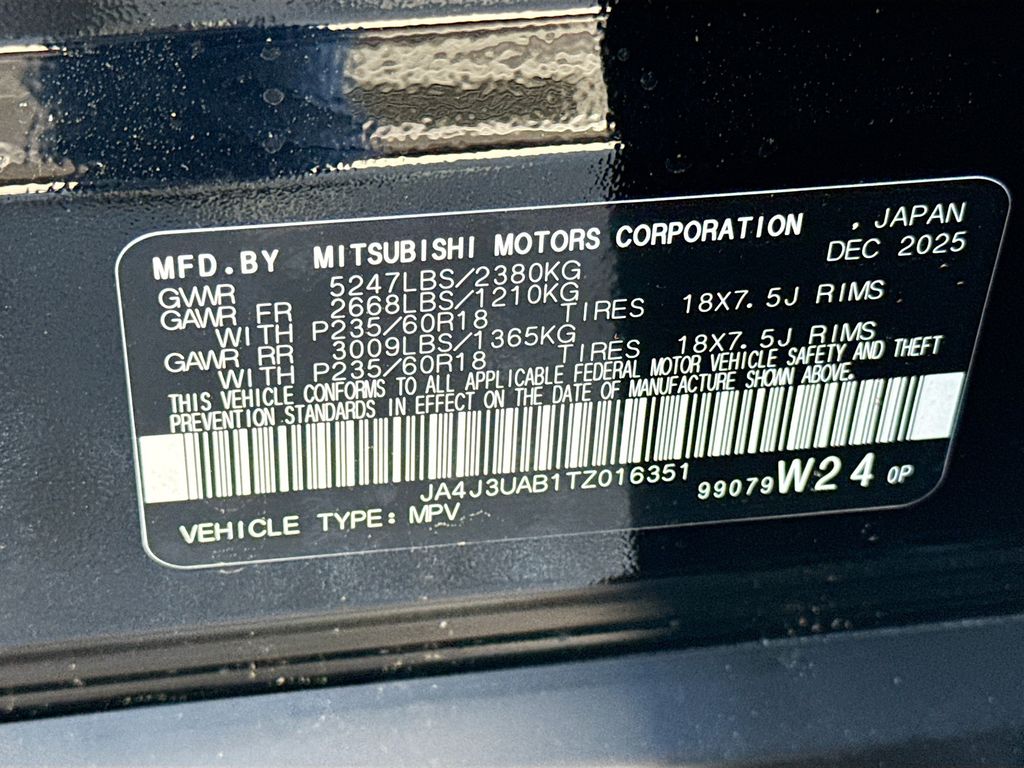 MFD.BY MITSUBISHI MOTORS CORPORATION , JAPAN
GVWR 5247LBS/2380KG DEC 2025
GAWR FR 2668LBS/1210KG
WITH P235/60R18 TIRES 18X7.5J RIMS
GAWR RR 3009LBS/1365KG
WITH P235/60R18 TIRES 18X7.5J RIMS
THIS VEHICLE CONFORMS TO ALL APPLICABLE FEDERAL MOTOR VEHICLE SAFETY AND THEFT
PREVENTION STANDARDS IN EFFECT ON THE DATE OF MANUFACTURE SHOWN ABOVE.
JA4J3UAB1TZ016351 99079 W24 0P
VEHICLE TYPE: MPV